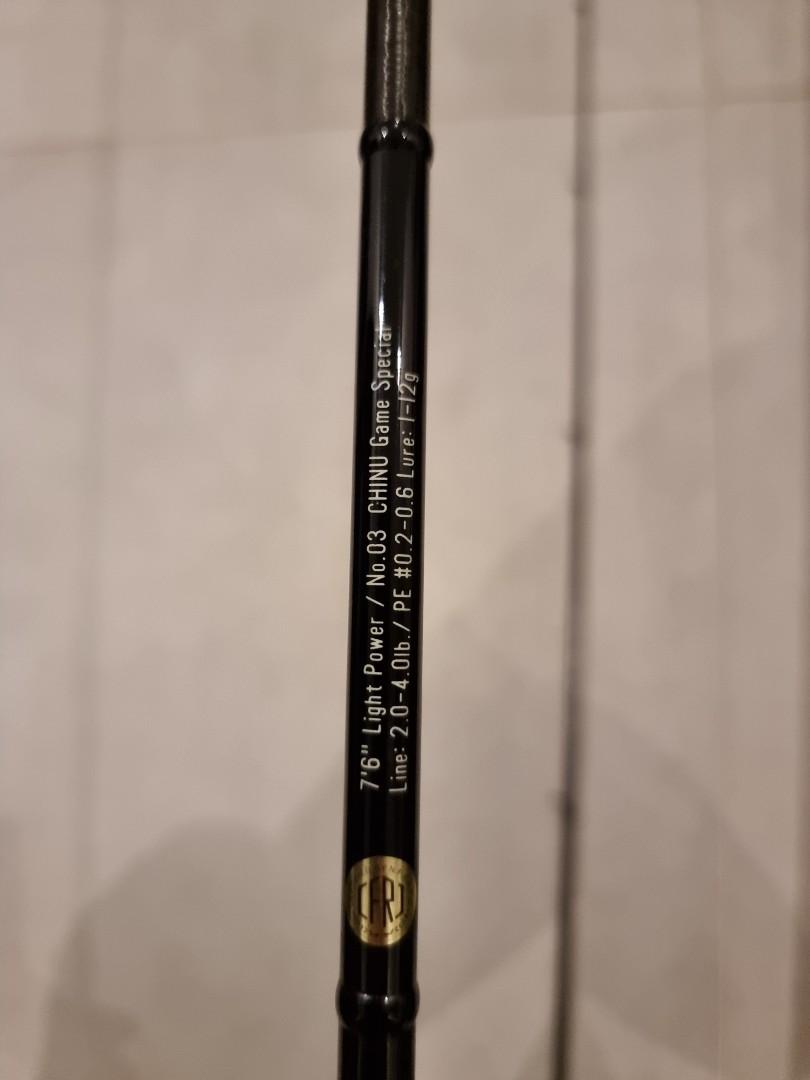 7'6" Light Power / No.03 CHINU Game Special
Line: 2.0-4.0lb./ PE #0.2-0.6 Lure: 1-12g